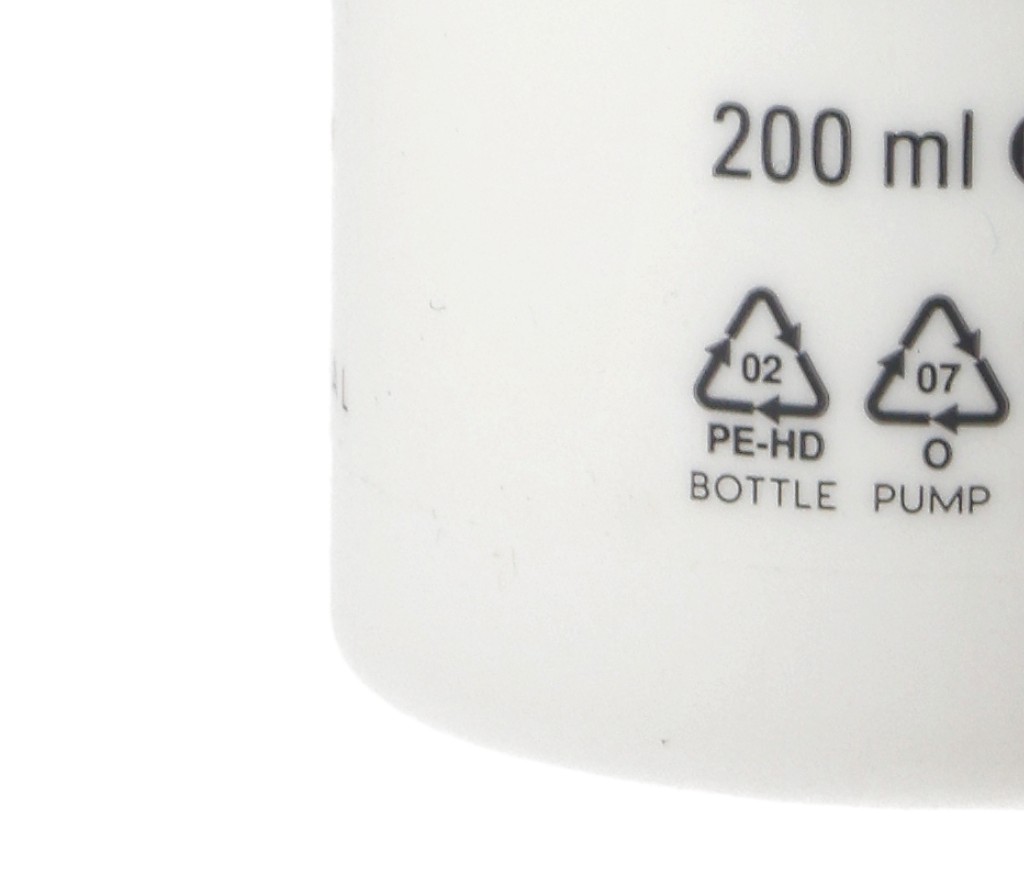 200 ml
02 07
PE-HD O
BOTTLE PUMP